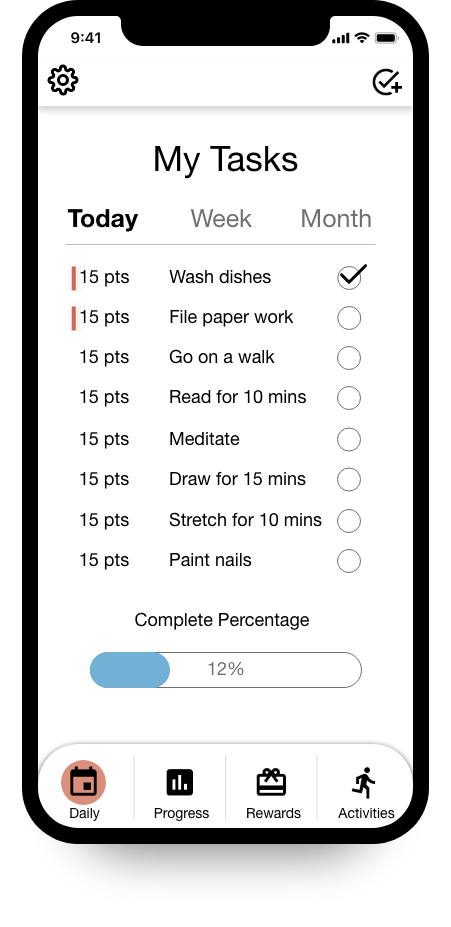 9:41
My Tasks
Today Week Month
15 pts Wash dishes
15 pts File paper work
15 pts Go on a walk
15 pts Read for 10 mins
15 pts Meditate
15 pts Draw for 15 mins
15 pts Stretch for 10 mins
15 pts Paint nails
Complete Percentage
12%
Daily Progress Rewards Activities